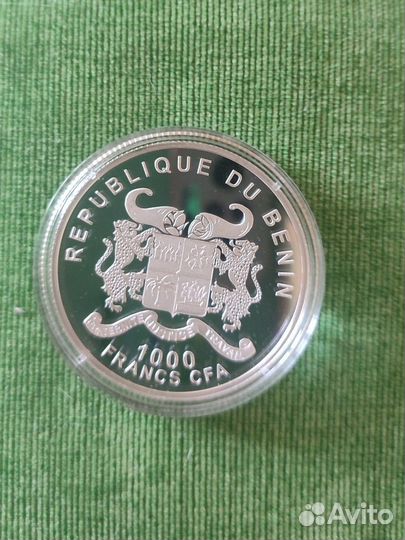 REPUBLIQUE DU BENIN
1000
FRANCS CFA
Avito